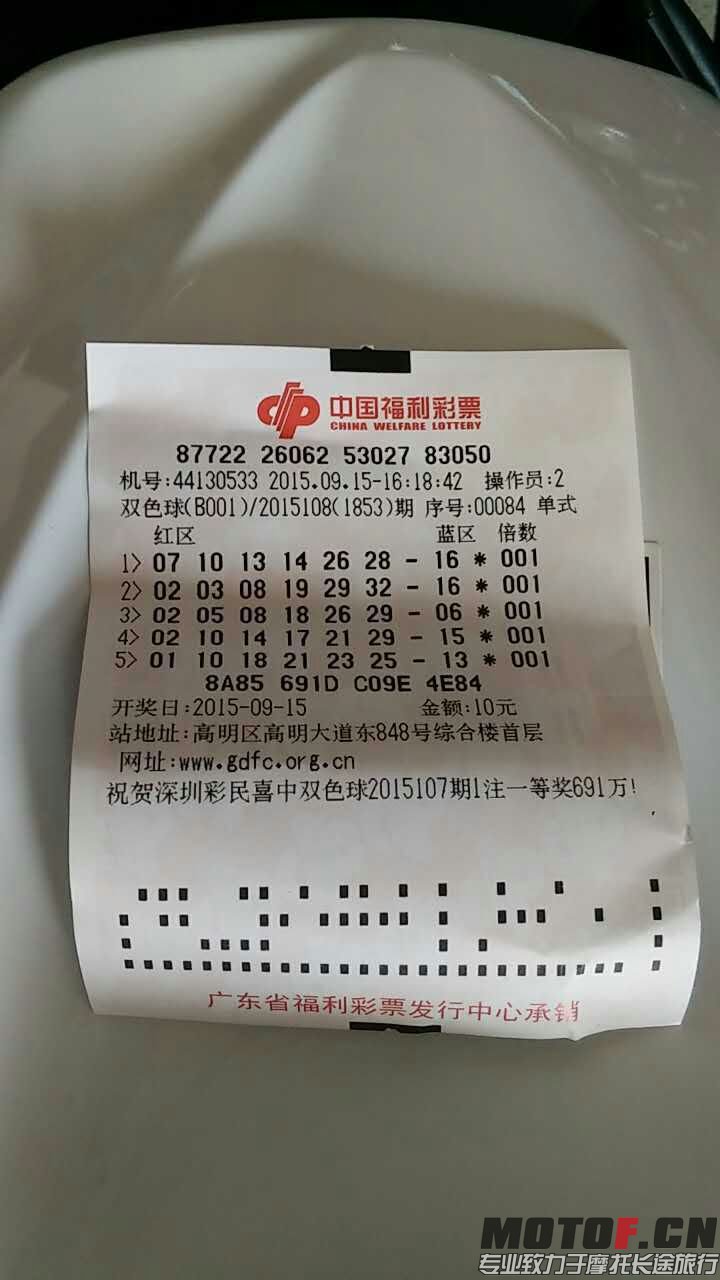 中国福利彩票
CHINA WELFARE LOTTERY
87722 26062 53027 83050
机号:44130533 2015.09.15-16:18:42 操作员:2
双色球(B001)/2015108(1853)期 序号:00084 单式
红区 蓝区 倍数
1> 07 10 13 14 26 28 - 16 * 001
2> 02 03 08 19 29 32 - 16 * 001
3> 02 05 08 18 26 29 - 06 * 001
4> 02 10 14 17 21 29 - 15 * 001
5> 01 10 18 21 23 25 - 13 * 001
8A85 691D C09E 4E84
开奖日:2015-09-15 金额:10元
站地址:高明区高明大道东848号综合楼首层
网址:www.gdfc.org.cn
祝贺深圳彩民喜中双色球2015107期1注一等奖691万!
广东省福利彩票发行中心承销
MOTOF.CN
专业致力于摩托长途旅行